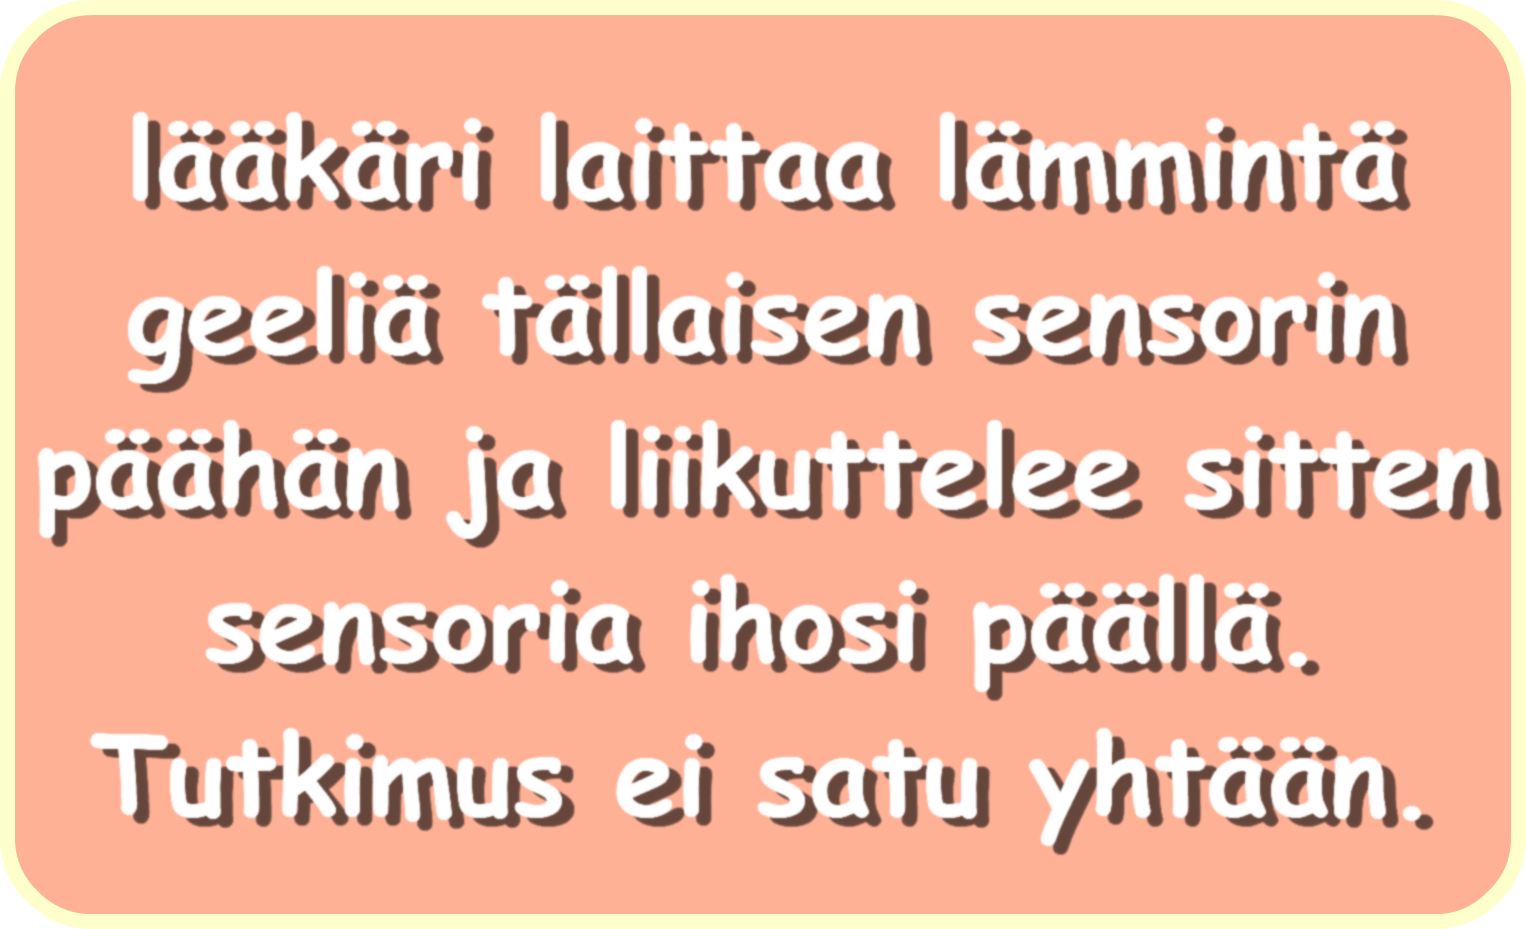 lääkäri laittaa lämmintä
geeliä tällaisen sensorin
päähän ja liikuttelee sitten
sensoria ihosi päällä.
Tutkimus ei satu yhtään.